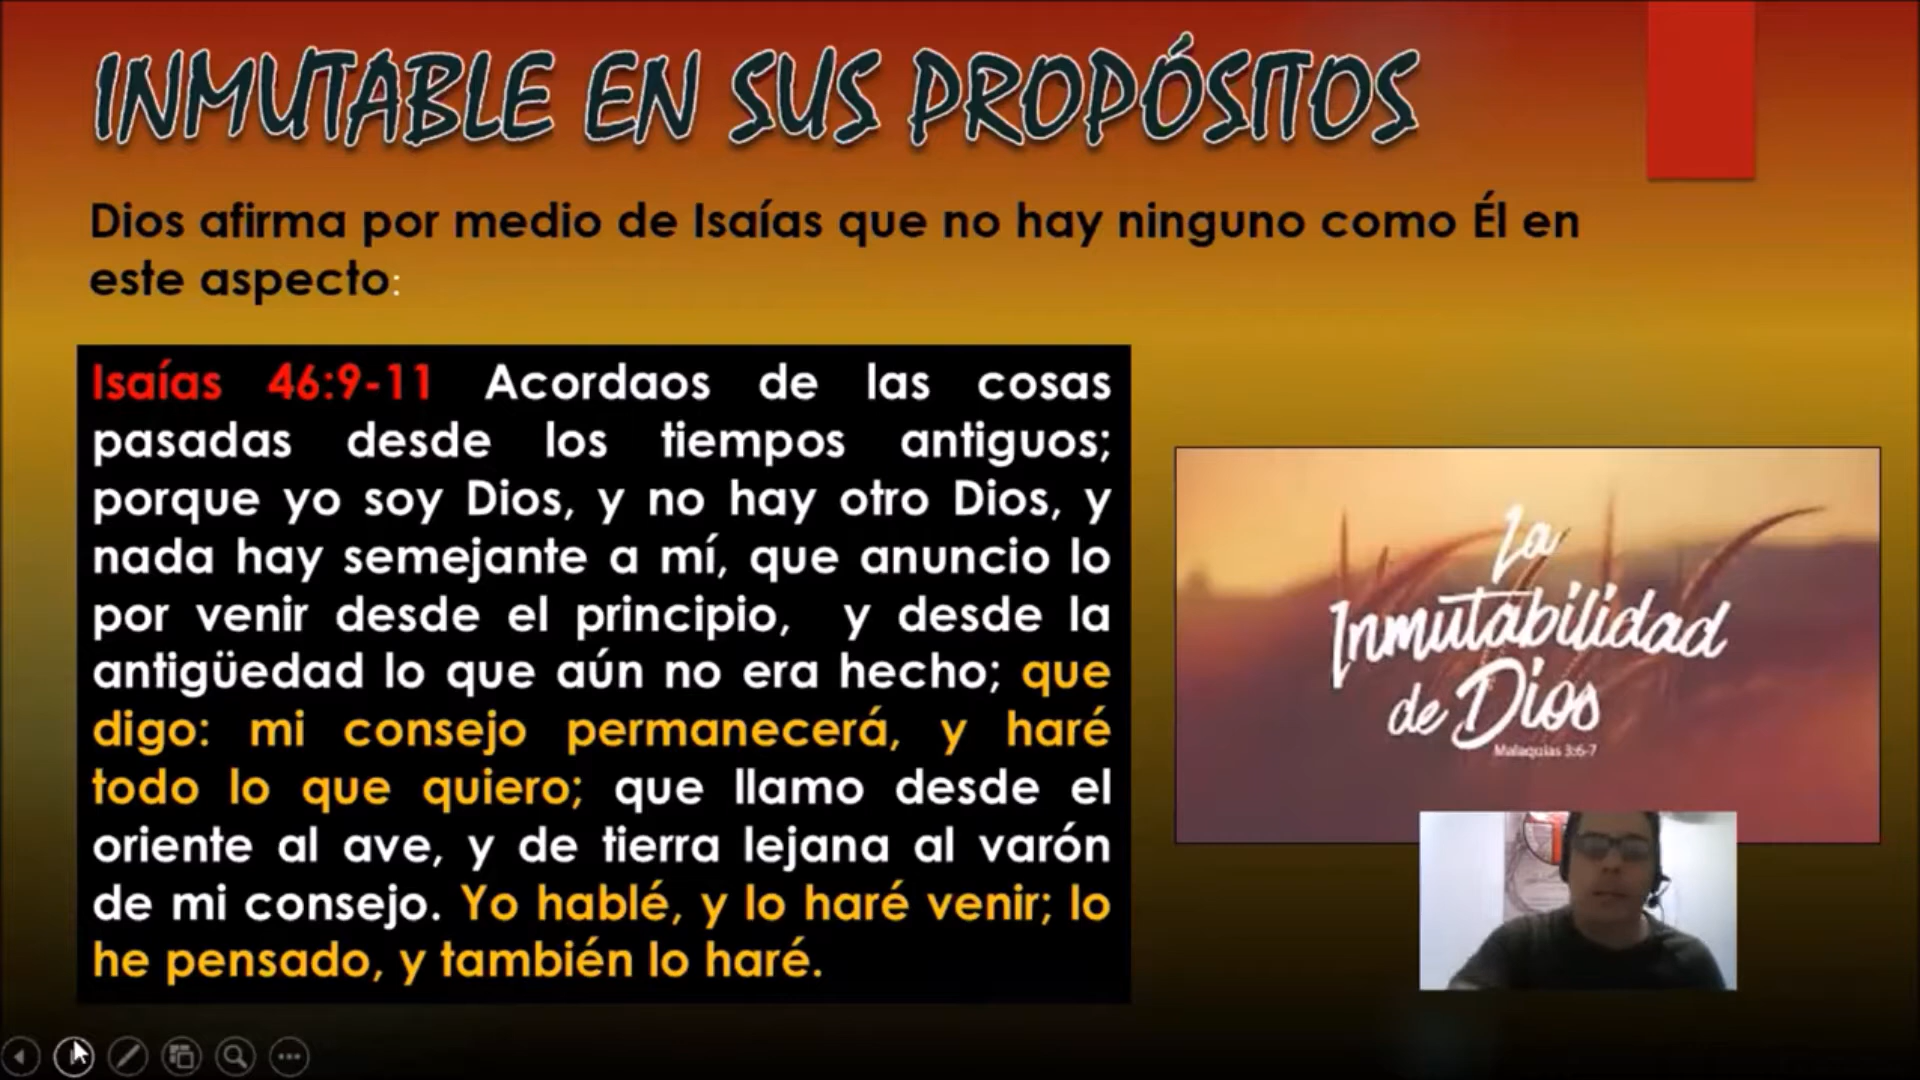 INMUTABLE EN SUS PROPÓSITOS
Dios afirma por medio de Isaías que no hay ninguno como Él en
este aspecto:
Isaías 46:9-11 Acordaos de las cosas
pasadas desde los tiempos antiguos;
porque yo soy Dios, y no hay otro Dios, y
nada hay semejante a mí, que anuncio lo
por venir desde el principio, y desde la
antigüedad lo que aún no era hecho; que
digo: mi consejo permanecerá, y haré
todo lo que quiero; que llamo desde el
oriente al ave, y de tierra lejana al varón
de mi consejo. Yo hablé, y lo haré venir; lo
he pensado, y también lo haré.
La
Inmutabilidad
de Dios
Malaquias 3:6-7